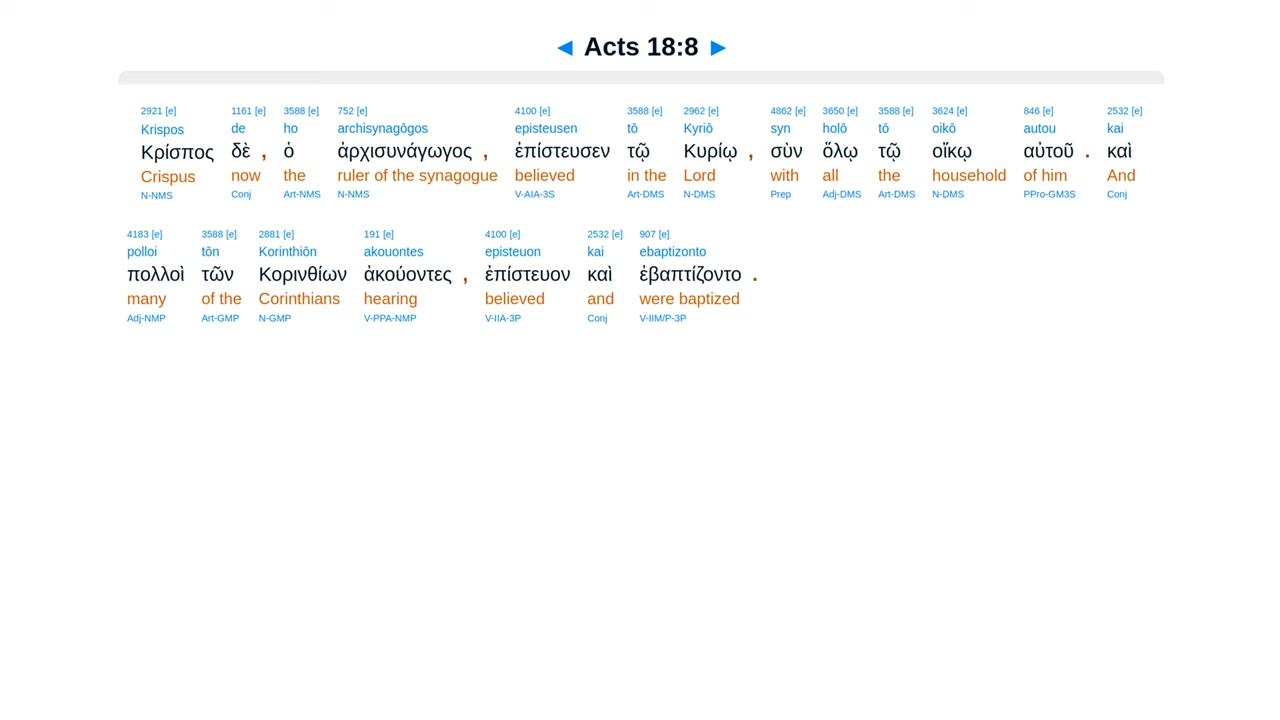 ◄ Acts 18:8 ►
2921 [e] 1161 [e] 3588 [e] 752 [e] 4100 [e] 3588 [e] 2962 [e] 4862 [e] 3650 [e] 3588 [e] 3624 [e] 846 [e] 2532 [e]
Krispos de ho archisynagōgos episteusen tō Kyriō syn holō tō oikō autou kai
Κρίσπος δὲ , ὁ ἀρχισυνάγωγος , ἐπίστευσεν τῷ Κυρίῳ , σὺν ὅλῳ τῷ οἴκῳ αὐτοῦ . καὶ
Crispus now the ruler of the synagogue believed in the Lord with all the household of him And
N-NMS Conj Art-NMS N-NMS V-AIA-3S Art-DMS N-DMS Prep Adj-DMS Art-DMS N-DMS PPro-GM3S Conj
4183 [e] 3588 [e] 2881 [e] 191 [e] 4100 [e] 2532 [e] 907 [e]
polloi tōn Korinthiōn akouontes episteuon kai ebaptizonto
πολλοὶ τῶν Κορινθίων ἀκούοντες , ἐπίστευον καὶ ἐβαπτίζοντο .
many of the Corinthians hearing believed and were baptized
Adj-NMP Art-GMP N-GMP V-PPA-NMP V-IIA-3P Conj V-IIM/P-3P